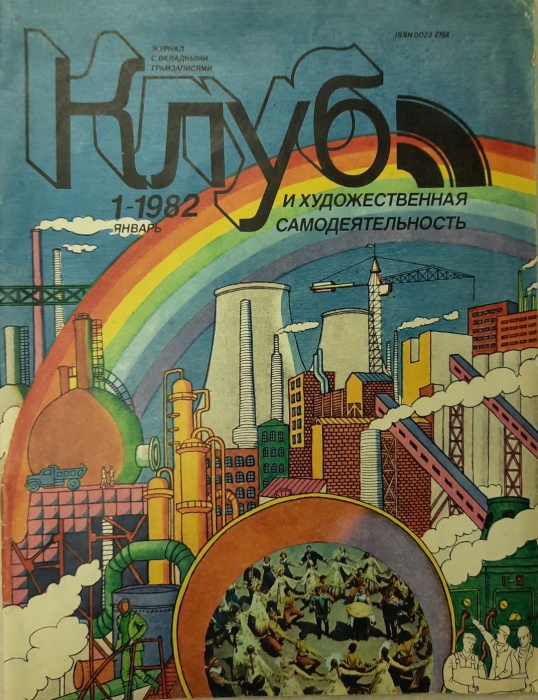 ISSN 0023-219X
ЖУРНАЛ
С ВКЛАДНЫМИ
ГРАМЗАПИСЯМИ
Клуб
И ХУДОЖЕСТВЕННАЯ
САМОДЕЯТЕЛЬНОСТЬ
1-1982
ЯНВАРЬ